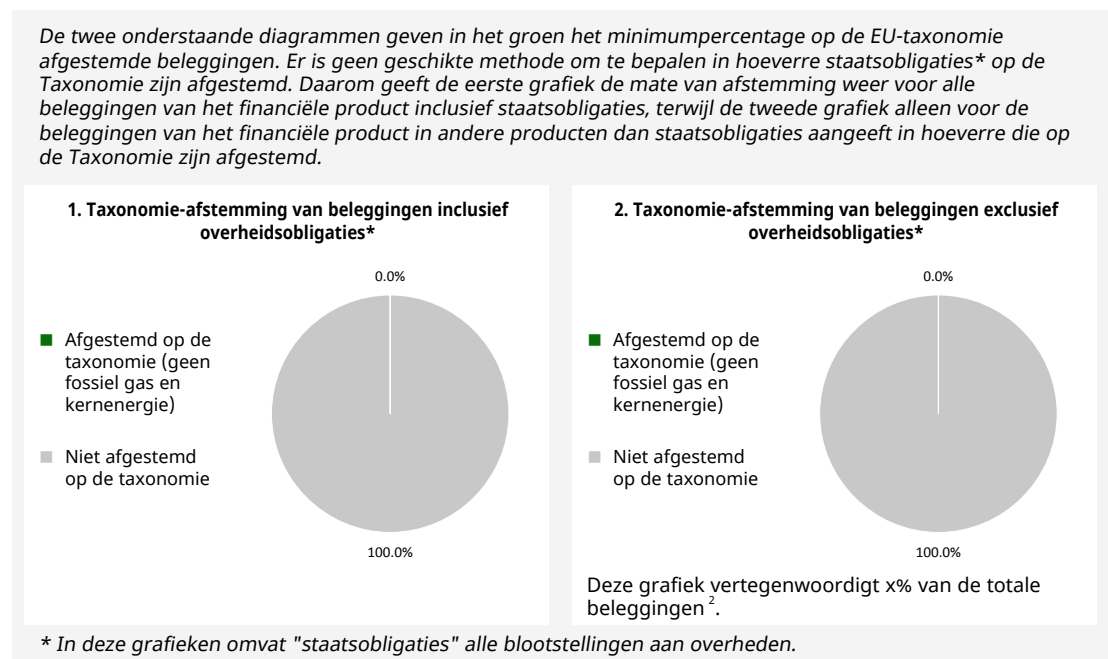 De twee onderstaande diagrammen geven in het groen het minimumpercentage op de EU-taxonomie
afgestemde beleggingen. Er is geen geschikte methode om te bepalen in hoeverre staatsobligaties* op de
Taxonomie zijn afgestemd. Daarom geeft de eerste grafiek de mate van afstemming weer voor alle
beleggingen van het financiële product inclusief staatsobligaties, terwijl de tweede grafiek alleen voor de
beleggingen van het financiële product in andere producten dan staatsobligaties aangeeft in hoeverre die op
de Taxonomie zijn afgestemd.
1. Taxonomie-afstemming van beleggingen inclusief
overheidsobligaties*
0.0%
Afgestemd op de
taxonomie (geen
fossiel gas en
kernenergie)
Niet afgestemd
op de taxonomie
100.0%
2. Taxonomie-afstemming van beleggingen exclusief
overheidsobligaties*
0.0%
Afgestemd op de
taxonomie (geen
fossiel gas en
kernenergie)
Niet afgestemd
op de taxonomie
100.0%
Deze grafiek vertegenwoordigt x% van de totale
beleggingen ².
* In deze grafieken omvat "staatsobligaties" alle blootstellingen aan overheden.